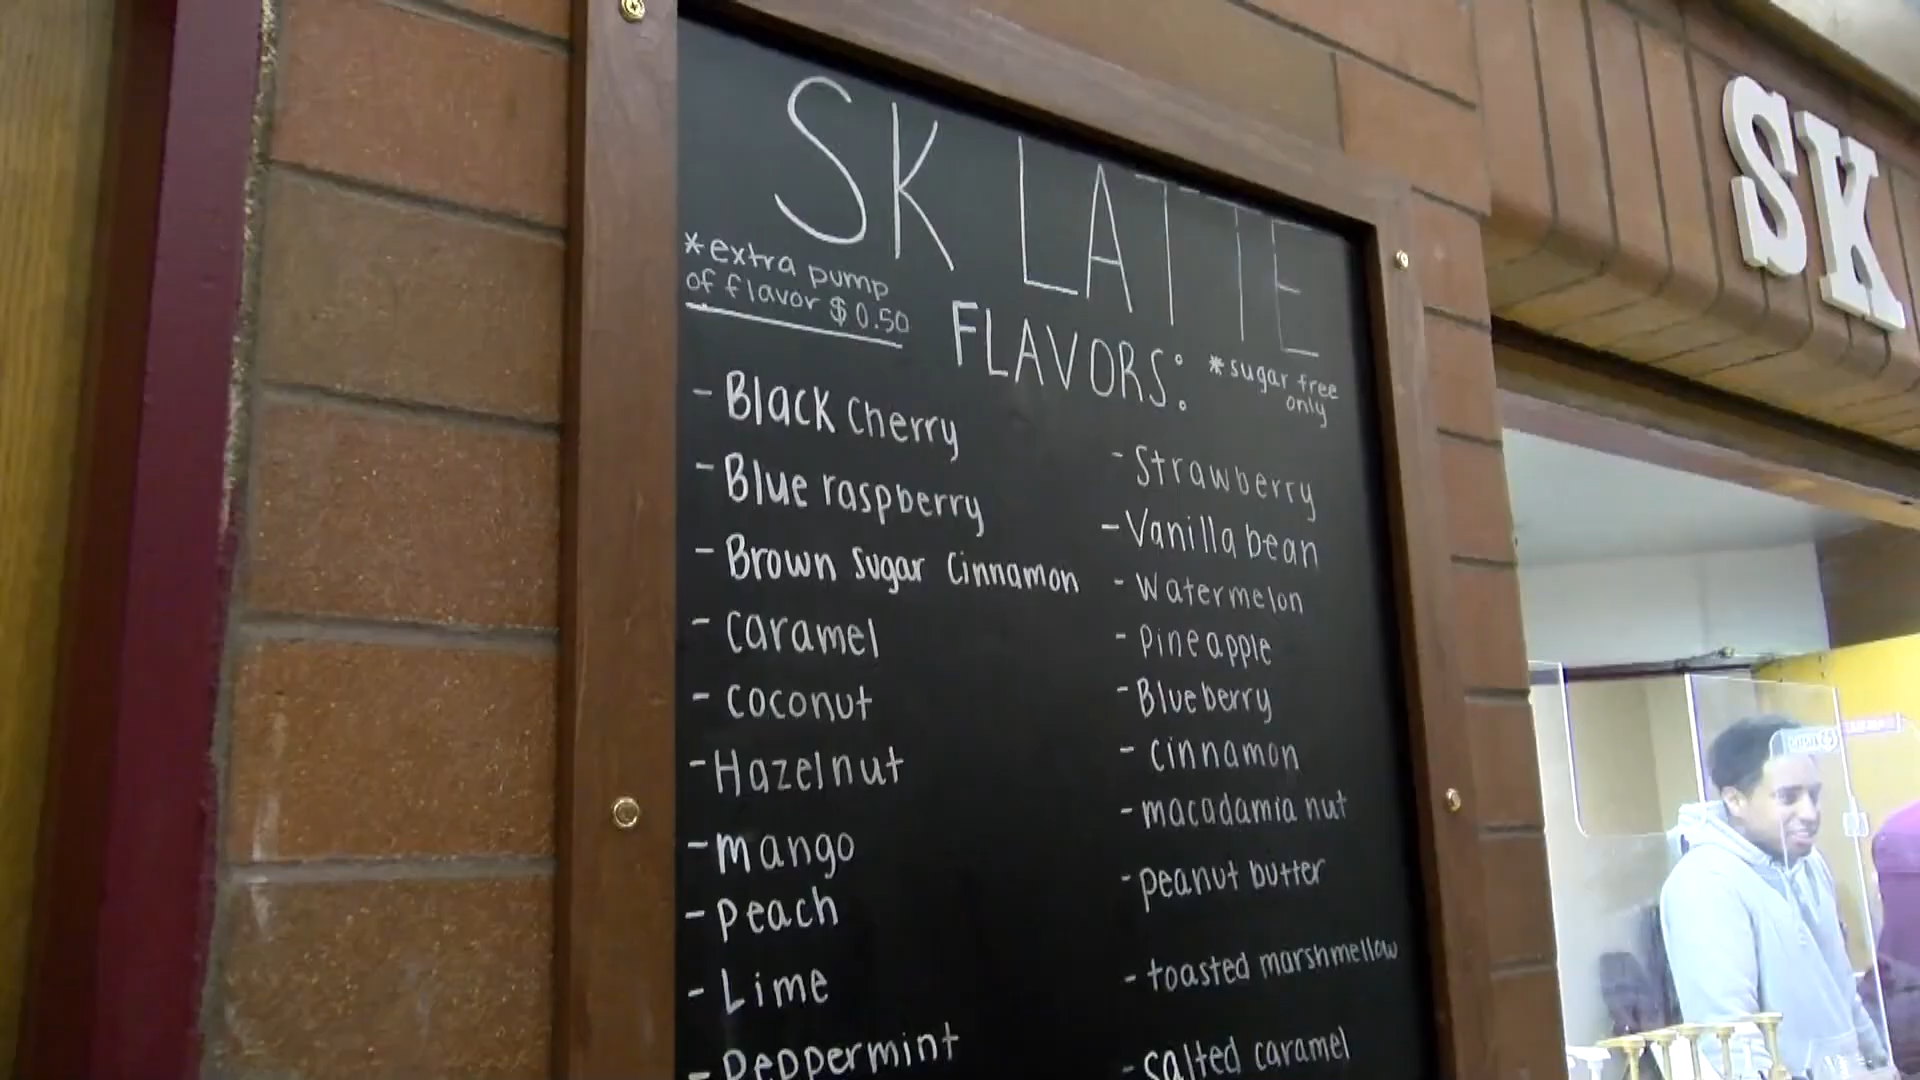 SK LATTE
*extra pump
of flavor $0.50
FLAVORS:
*sugar free
only
- Black cherry
- Blue raspberry
- Brown sugar cinnamon
- caramel
- coconut
- Hazelnut
- mango
- peach
- Lime
- Peppermint
- Strawberry
- Vanilla bean
- Watermelon
- pineapple
- Blueberry
- cinnamon
- macadamia nut
- peanut butter
- toasted marshmellow
- salted caramel
SK